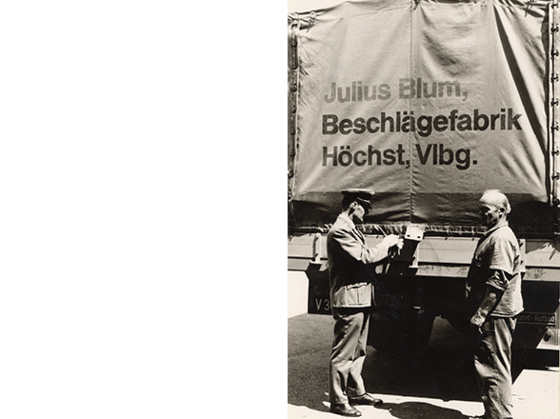 Julius Blum,
Beschlägefabrik
Höchst, Vlbg.